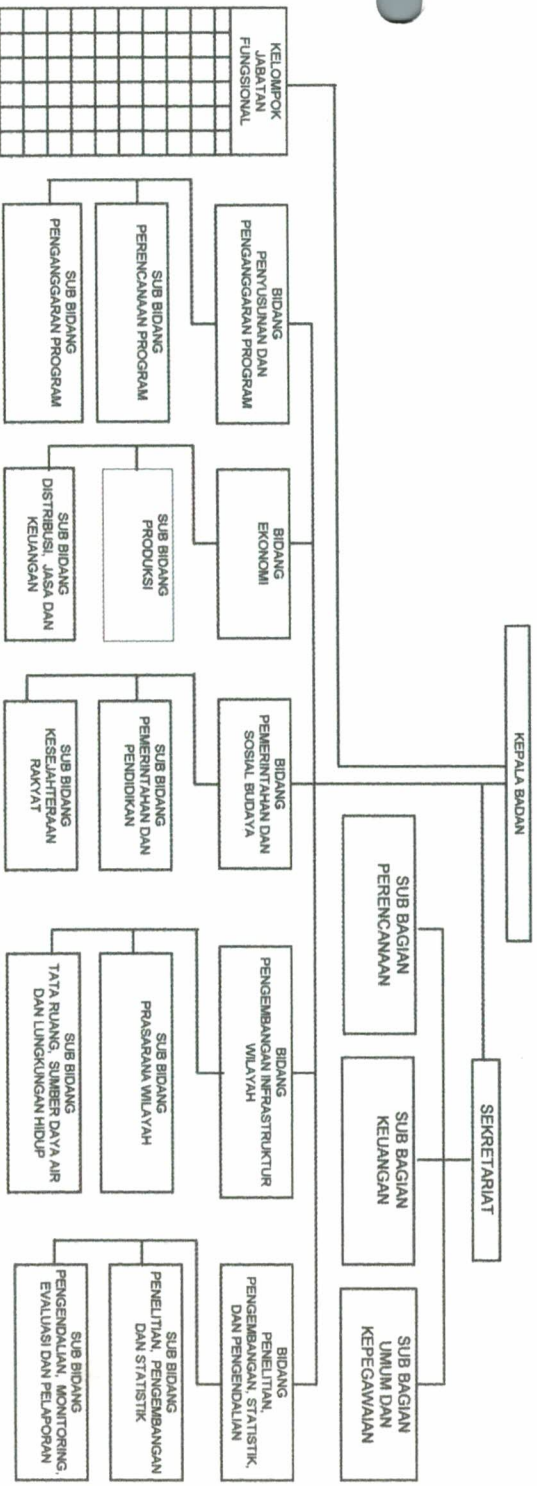 KEPALA BADAN
SEKRETARIAT
SUB BAGIAN
PERENCANAAN
SUB BAGIAN
KEUANGAN
SUB BAGIAN
UMUM DAN
KEPEGAWAIAN
KELOMPOK
JABATAN
FUNGSIONAL
BIDANG
PENYUSUNAN DAN
PENGANGGARAN PROGRAM
SUB BIDANG
PERENCANAAN PROGRAM
SUB BIDANG
PENGANGGARAN PROGRAM
BIDANG
EKONOMI
SUB BIDANG
PRODUKSI
SUB BIDANG
DISTRIBUSI, JASA DAN
KEUANGAN
BIDANG
PEMERINTAHAN DAN
SOSIAL BUDAYA
SUB BIDANG
PEMERINTAHAN DAN
PENDIDIKAN
SUB BIDANG
KESEJAHTERAAN
RAKYAT
BIDANG
PENGEMBANGAN INFRASTRUKTUR
WILAYAH
SUB BIDANG
PRASARANA WILAYAH
SUB BIDANG
TATA RUANG, SUMBER DAYA AIR
DAN LUNGKUNGAN HIDUP
BIDANG
PENELITIAN,
PENGEMBANGAN, STATISTIK,
DAN PENGENDALIAN
SUB BIDANG
PENELITIAN, PENGEMBANGAN
DAN STATISTIK
SUB BIDANG
PENGENDALIAN, MONITORING,
EVALUASI DAN PELAPORAN